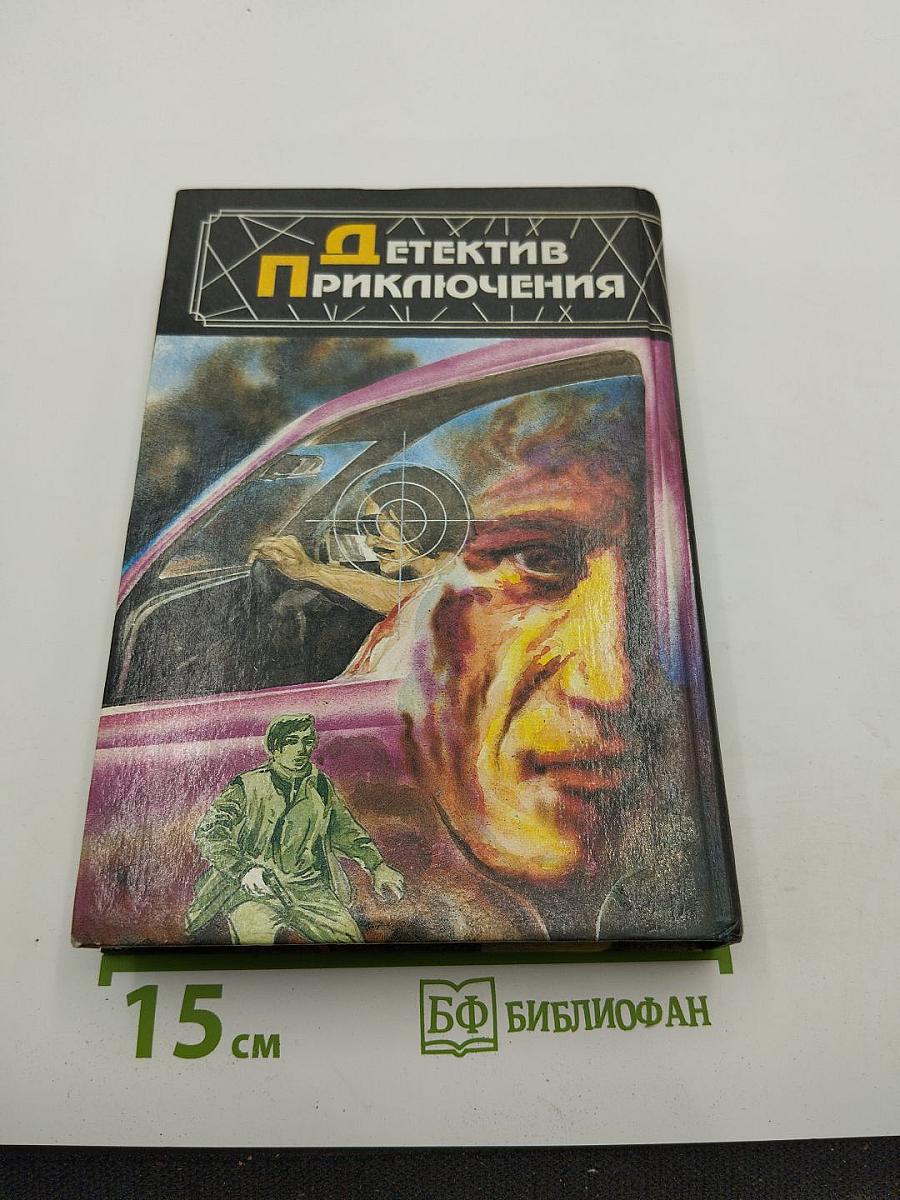 Детектив
Приключения
15 см
БФ БИБЛИОФАН